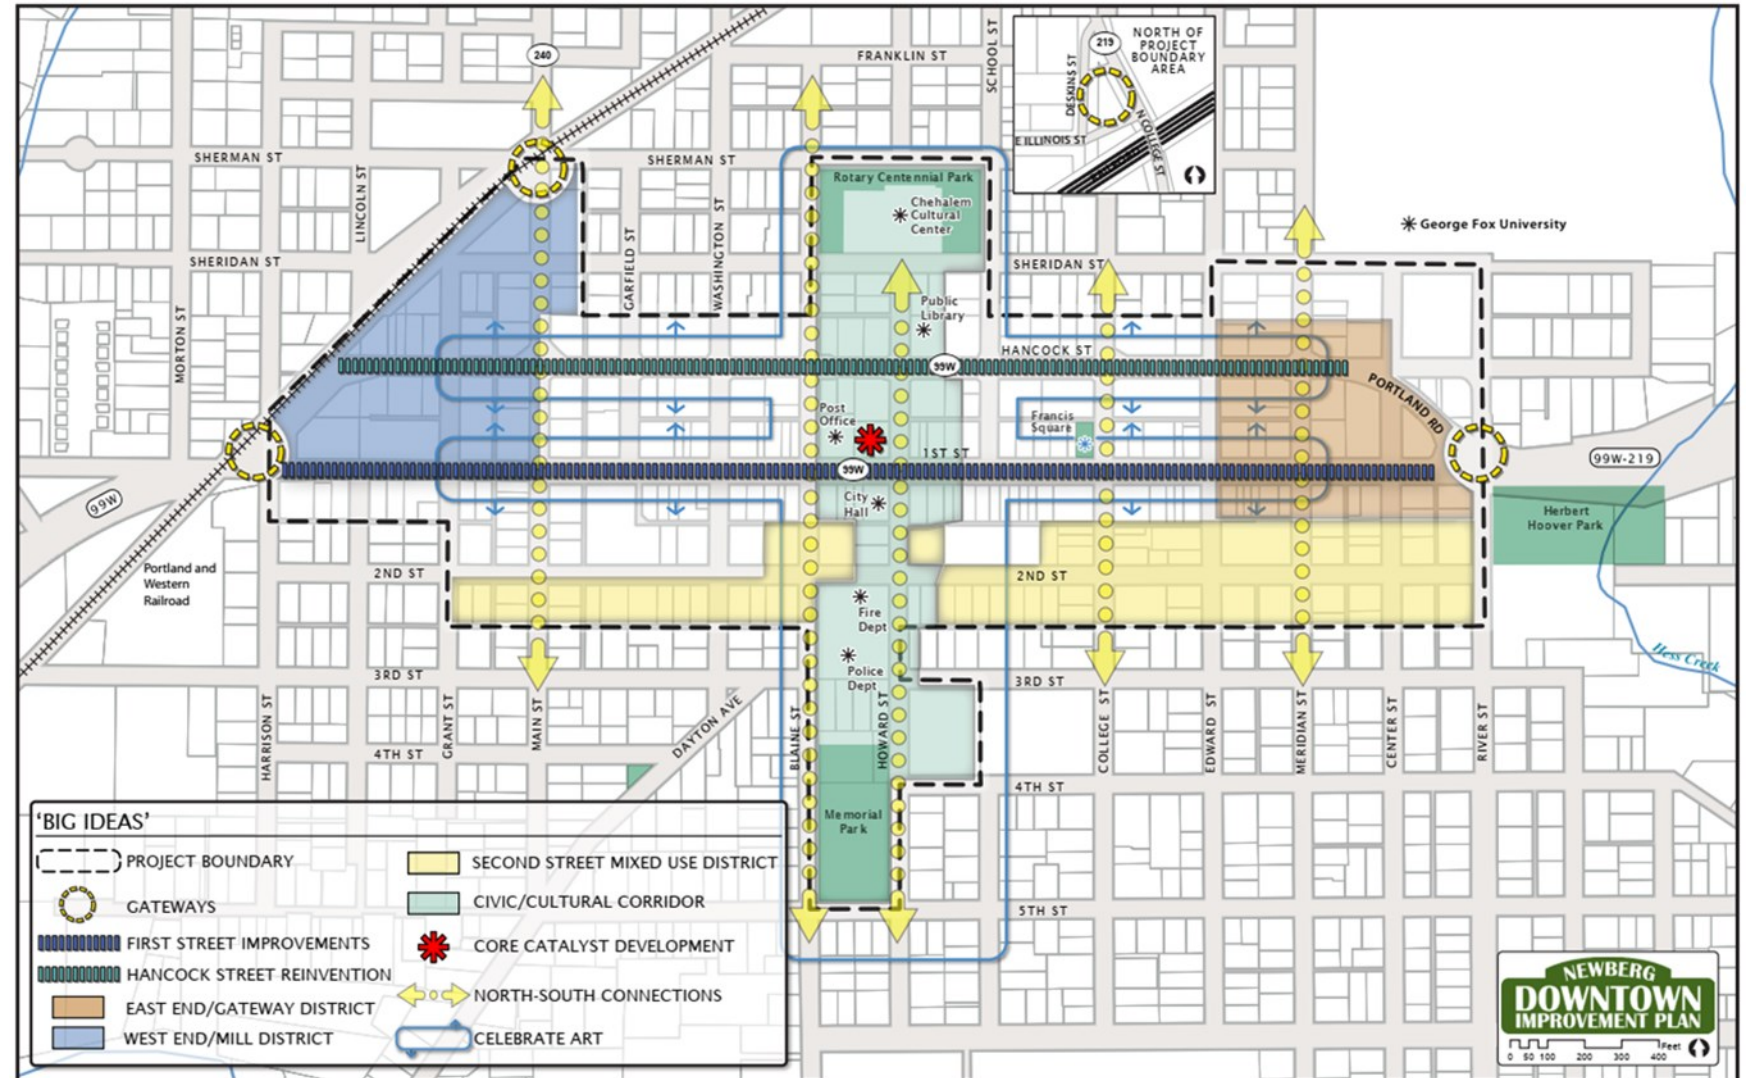 240
FRANKLIN ST
SCHOOL ST
219
NORTH OF
PROJECT
BOUNDARY
AREA
DESKINS ST
N COLLEGE ST
E ILLINOIS ST
SHERMAN ST
SHERMAN ST
LINCOLN ST
Rotary Centennial Park
Chehalem
Cultural
Center
George Fox University
SHERIDAN ST
GARFIELD ST
WASHINGTON ST
SHERIDAN ST
Public
Library
MORTON ST
HANCOCK ST
99W
PORTLAND RD
Post
Office
Francis
Square
1ST ST
99W
99W-219
99W
City
Hall
Herbert
Hoover Park
Portland and
Western
Railroad
2ND ST
2ND ST
Fire
Dept
Police
Dept
Hess Creek
3RD ST
3RD ST
HARRISON ST
GRANT ST
MAIN ST
DAYTON AVE
BLAINE ST
HOWARD ST
COLLEGE ST
EDWARD ST
MERIDIAN ST
CENTER ST
RIVER ST
4TH ST
4TH ST
Memorial
Park
5TH ST
'BIG IDEAS'
PROJECT BOUNDARY
GATEWAYS
FIRST STREET IMPROVEMENTS
HANCOCK STREET REINVENTION
EAST END/GATEWAY DISTRICT
WEST END/MILL DISTRICT
SECOND STREET MIXED USE DISTRICT
CIVIC/CULTURAL CORRIDOR
CORE CATALYST DEVELOPMENT
NORTH-SOUTH CONNECTIONS
CELEBRATE ART
NEWBERG
DOWNTOWN
IMPROVEMENT PLAN
Feet
0 50 100 200 300 400